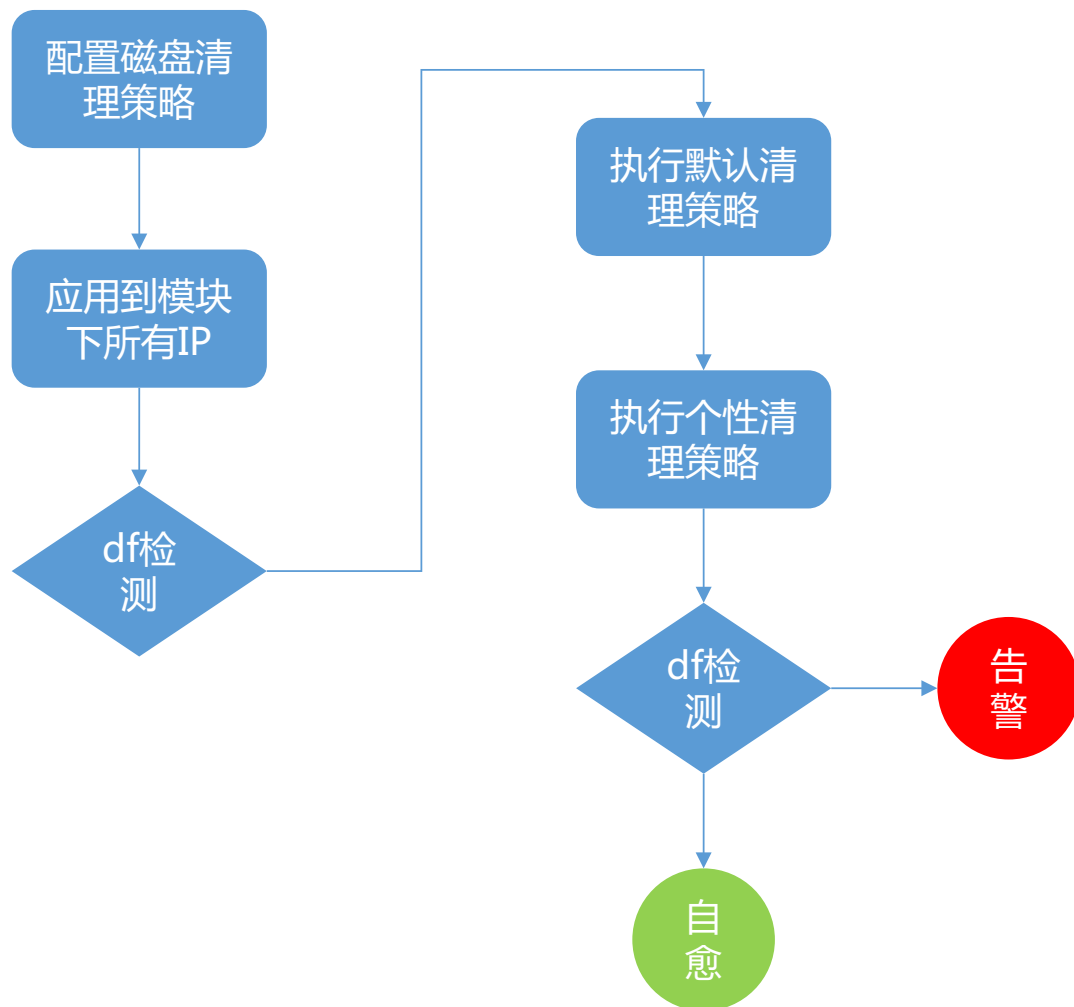 配置磁盘清
理策略
应用到模块
下所有IP
df检
测
执行默认清
理策略
执行个性清
理策略
df检
测
告
警
自
愈